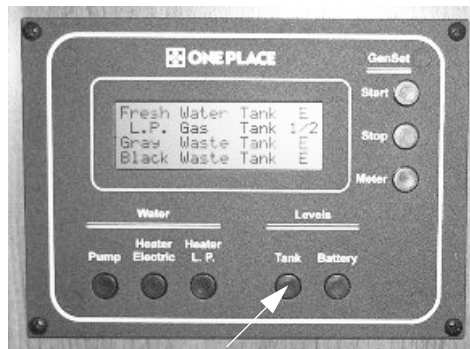 ONE PLACE
GenSet
Start
Fresh Water Tank E
L.P. Gas Tank 1/2
Gray Waste Tank E
Black Waste Tank E
Stop
Meter
Water
Levels
Pump
Heater Electric
Heater L. P.
Tank
Battery